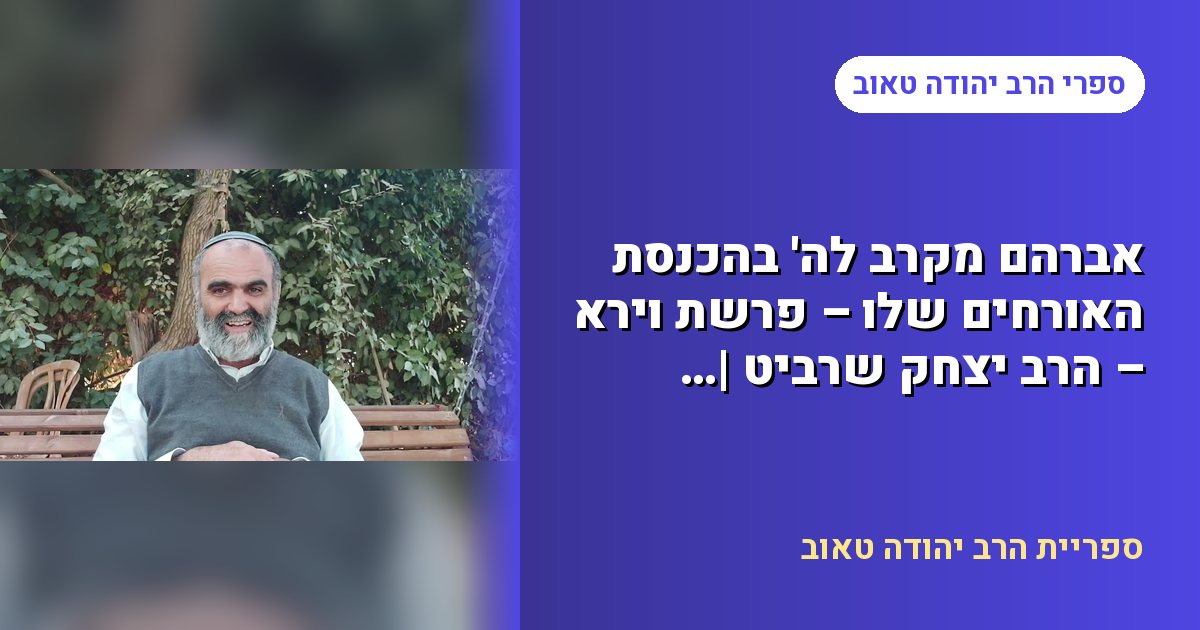 ספרי הרב יהודה טאוב
אברהם מקרב לה' בהכנסת
האורחים שלו – פרשת וירא
– הרב יצחק שרביט |...
ספריית הרב יהודה טאוב